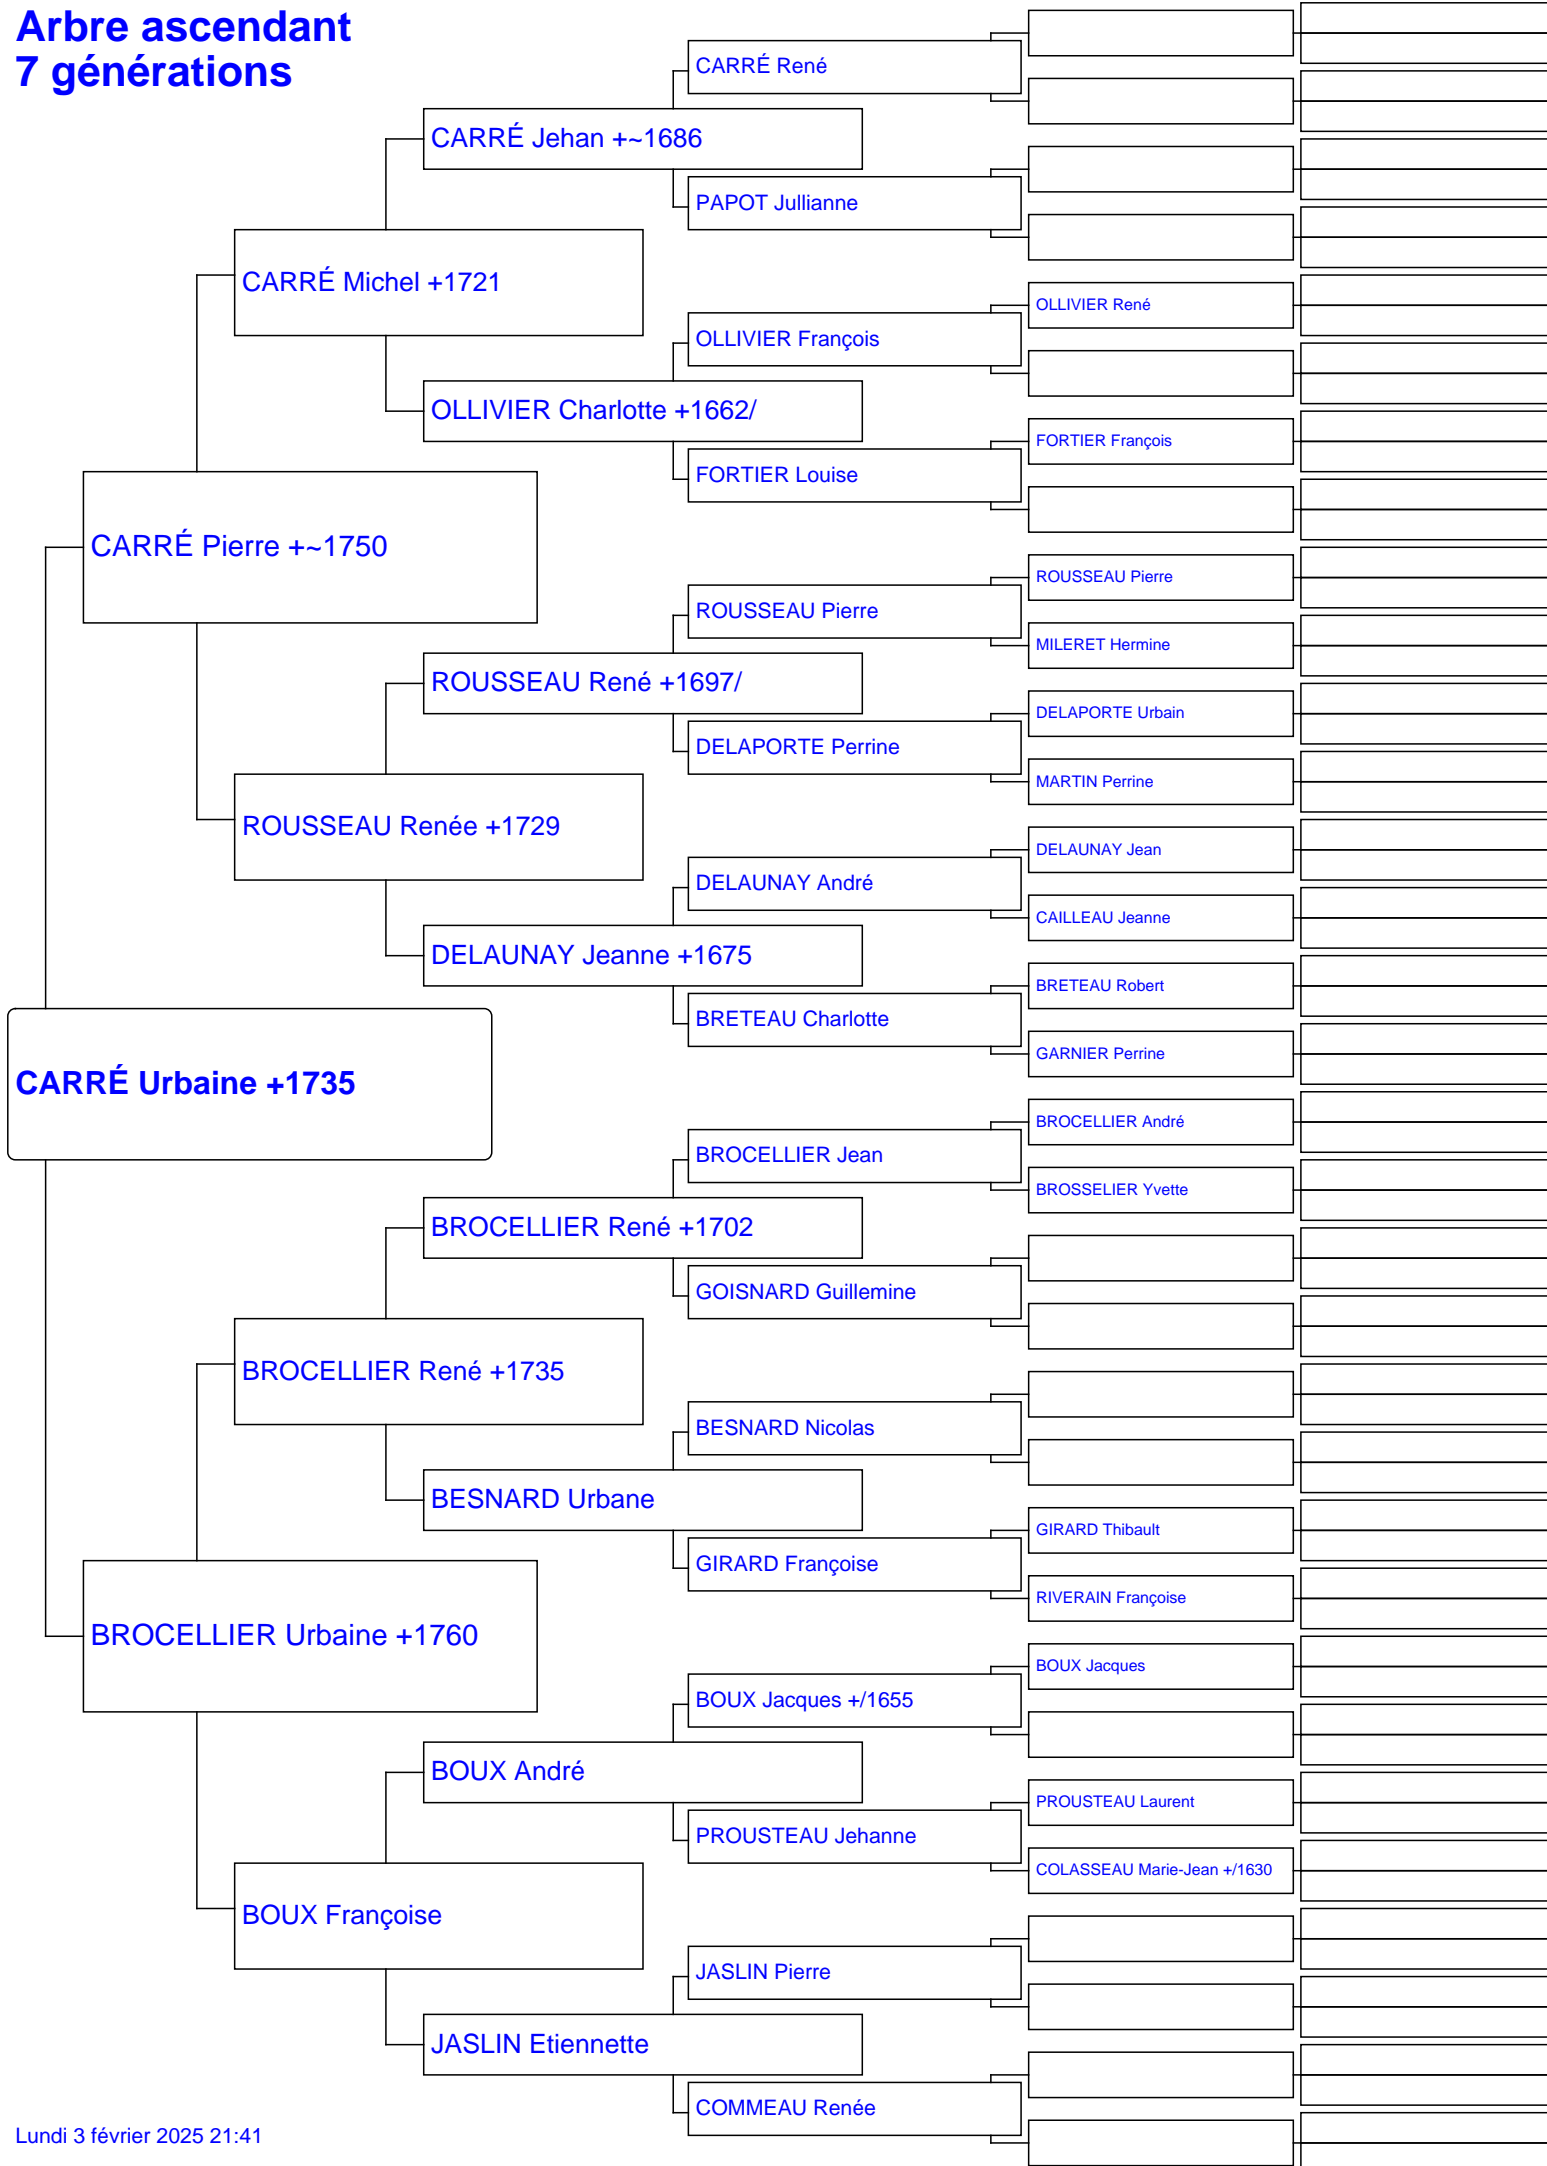 Arbre ascendant
7 générations
CARRÉ René
CARRÉ Jehan +~1686
PAPOT Jullianne
CARRÉ Michel +1721
OLLIVIER René
OLLIVIER François
OLLIVIER Charlotte +1662/
FORTIER François
FORTIER Louise
CARRÉ Pierre +~1750
ROUSSEAU Pierre
ROUSSEAU Pierre
MILERET Hermine
ROUSSEAU René +1697/
DELAPORTE Urbain
DELAPORTE Perrine
MARTIN Perrine
ROUSSEAU Renée +1729
DELAUNAY Jean
DELAUNAY André
CAILLEAU Jeanne
DELAUNAY Jeanne +1675
BRETEAU Robert
BRETEAU Charlotte
GARNIER Perrine
CARRÉ Urbaine +1735
BROCELLIER André
BROCELLIER Jean
BROSSELIER Yvette
BROCELLIER René +1702
GOISNARD Guillemine
BROCELLIER René +1735
BESNARD Nicolas
BESNARD Urbane
GIRARD Thibault
GIRARD Françoise
RIVERAIN Françoise
BROCELLIER Urbaine +1760
BOUX Jacques
BOUX Jacques +/1655
BOUX André
PROUSTEAU Laurent
PROUSTEAU Jehanne
COLASSEAU Marie-Jean +/1630
BOUX Françoise
JASLIN Pierre
JASLIN Etiennette
COMMEAU Renée
Lundi 3 février 2025 21:41